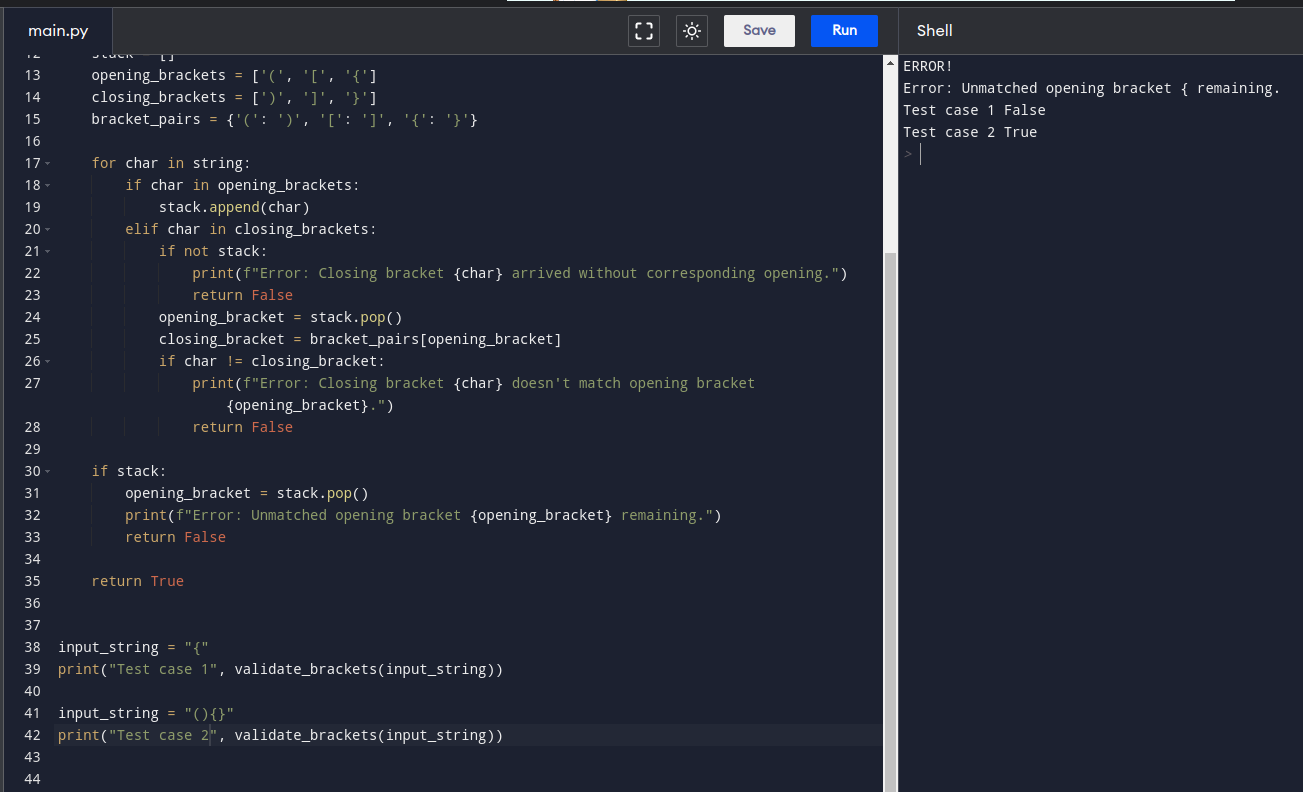 main.py
Save
Run
Shell
12 stack = []
13 opening_brackets = ['(', '[', '{']
14 closing_brackets = [')', ']', '}']
15 bracket_pairs = {'(': ')', '[': ']', '{': '}'}
16
17 for char in string:
18 if char in opening_brackets:
19 stack.append(char)
20 elif char in closing_brackets:
21 if not stack:
22 print(f"Error: Closing bracket {char} arrived without corresponding opening.")
23 return False
24 opening_bracket = stack.pop()
25 closing_bracket = bracket_pairs[opening_bracket]
26 if char != closing_bracket:
27 print(f"Error: Closing bracket {char} doesn't match opening bracket
{opening_bracket}.")
28 return False
29
30 if stack:
31 opening_bracket = stack.pop()
32 print(f"Error: Unmatched opening bracket {opening_bracket} remaining.")
33 return False
34
35 return True
36
37
38 input_string = "{"
39 print("Test case 1", validate_brackets(input_string))
40
41 input_string = "(){}"
42 print("Test case 2", validate_brackets(input_string))
43
44
ERROR!
Error: Unmatched opening bracket { remaining.
Test case 1 False
Test case 2 True
>